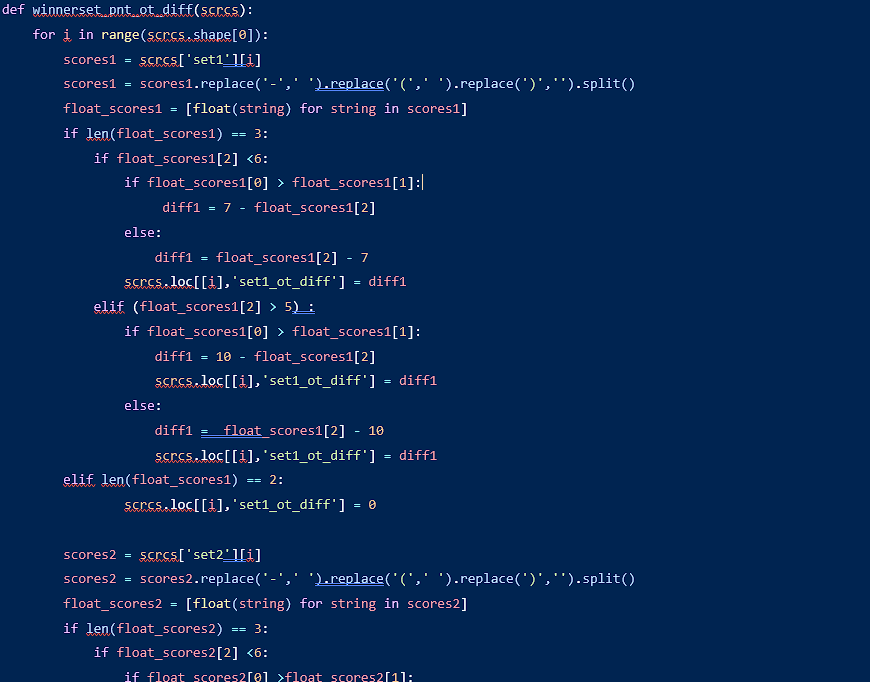 def winnerset_pnt_ot_diff(scrcs):
    for i in range(scrcs.shape[0]):
        scores1 = scrcs['set1'][i]
        scores1 = scores1.replace('-',' ').replace('(',' ').replace(')','').split()
        float_scores1 = [float(string) for string in scores1]
        if len(float_scores1) == 3:
            if float_scores1[2] <6:
                if float_scores1[0] > float_scores1[1]:
                     diff1 = 7 - float_scores1[2]
                else:
                    diff1 = float_scores1[2] - 7
                scrcs.loc[[i],'set1_ot_diff'] = diff1
            elif (float_scores1[2] > 5) :
                if float_scores1[0] > float_scores1[1]:
                    diff1 = 10 - float_scores1[2]
                    scrcs.loc[[i],'set1_ot_diff'] = diff1
                else:
                    diff1 =  float_scores1[2] - 10
                    scrcs.loc[[i],'set1_ot_diff'] = diff1
        elif len(float_scores1) == 2:
                scrcs.loc[[i],'set1_ot_diff'] = 0
        scores2 = scrcs['set2'][i]
        scores2 = scores2.replace('-',' ').replace('(',' ').replace(')','').split()
        float_scores2 = [float(string) for string in scores2]
        if len(float_scores2) == 3:
            if float_scores2[2] <6:
                if float_scores2[0] >float_scores2[1]: